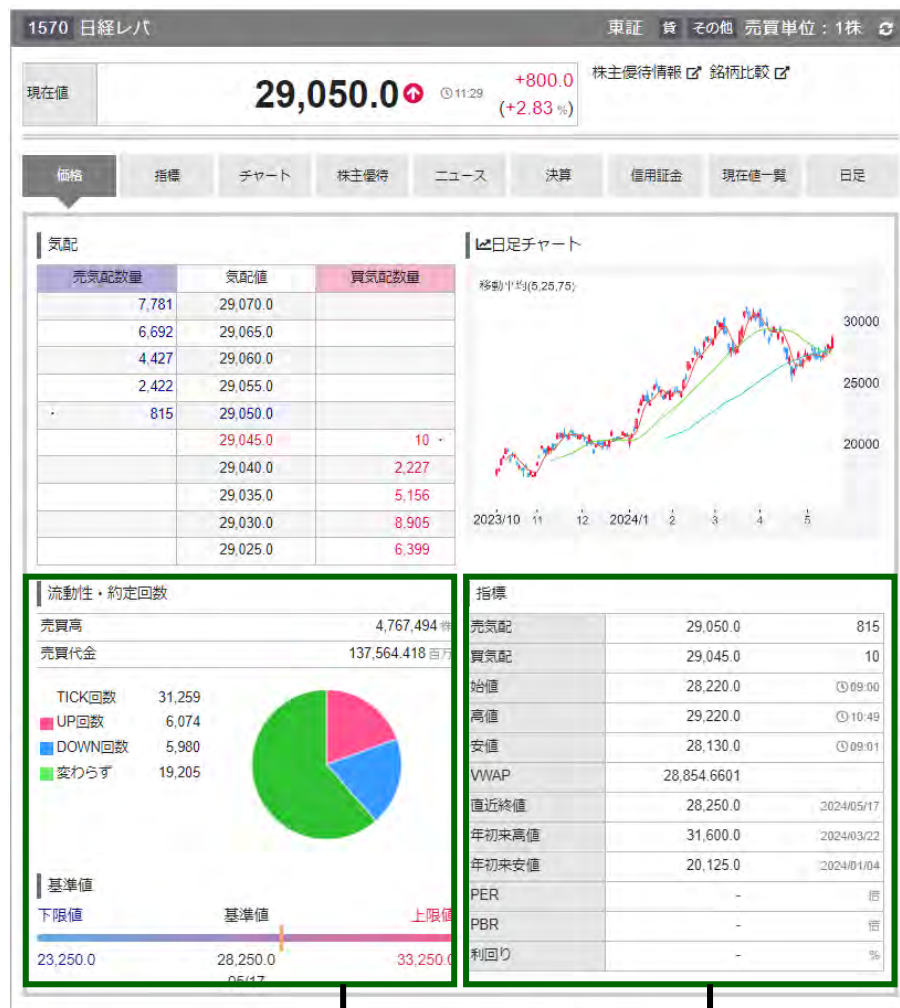 1570 日経レバ 東証 貸 その他 売買単位：1株
現在値 29,050.0 11:29 +800.0 (+2.83 %)
株主優待情報 銘柄比較
価格 指標 チャート 株主優待 ニュース 決算 信用証金 現在値一覧 日足
気配
売気配数量 気配値 買気配数量
7,781 29,070.0
6,692 29,065.0
4,427 29,060.0
2,422 29,055.0
・ 815 29,050.0
29,045.0 10 ・
29,040.0 2,227
29,035.0 5,156
29,030.0 8,905
29,025.0 6,399
日足チャート
移動平均(5,25,75)
30000
25000
20000
2023/10 11 12 2024/1 2 3 4 5
流動性・約定回数
売買高 4,767,494 株
売買代金 137,564.418 百万
TICK回数 31,259
UP回数 6,074
DOWN回数 5,980
変わらず 19,205
基準値
下限値 基準値 上限値
23,250.0 28,250.0 33,250.0
05/17
指標
売気配 29,050.0 815
買気配 29,045.0 10
始値 28,220.0 09:00
高値 29,220.0 10:49
安値 28,130.0 09:01
VWAP 28,854.6601
直近終値 28,250.0 2024/05/17
年初来高値 31,600.0 2024/03/22
年初来安値 20,125.0 2024/01/04
PER - 倍
PBR - 倍
利回り - %